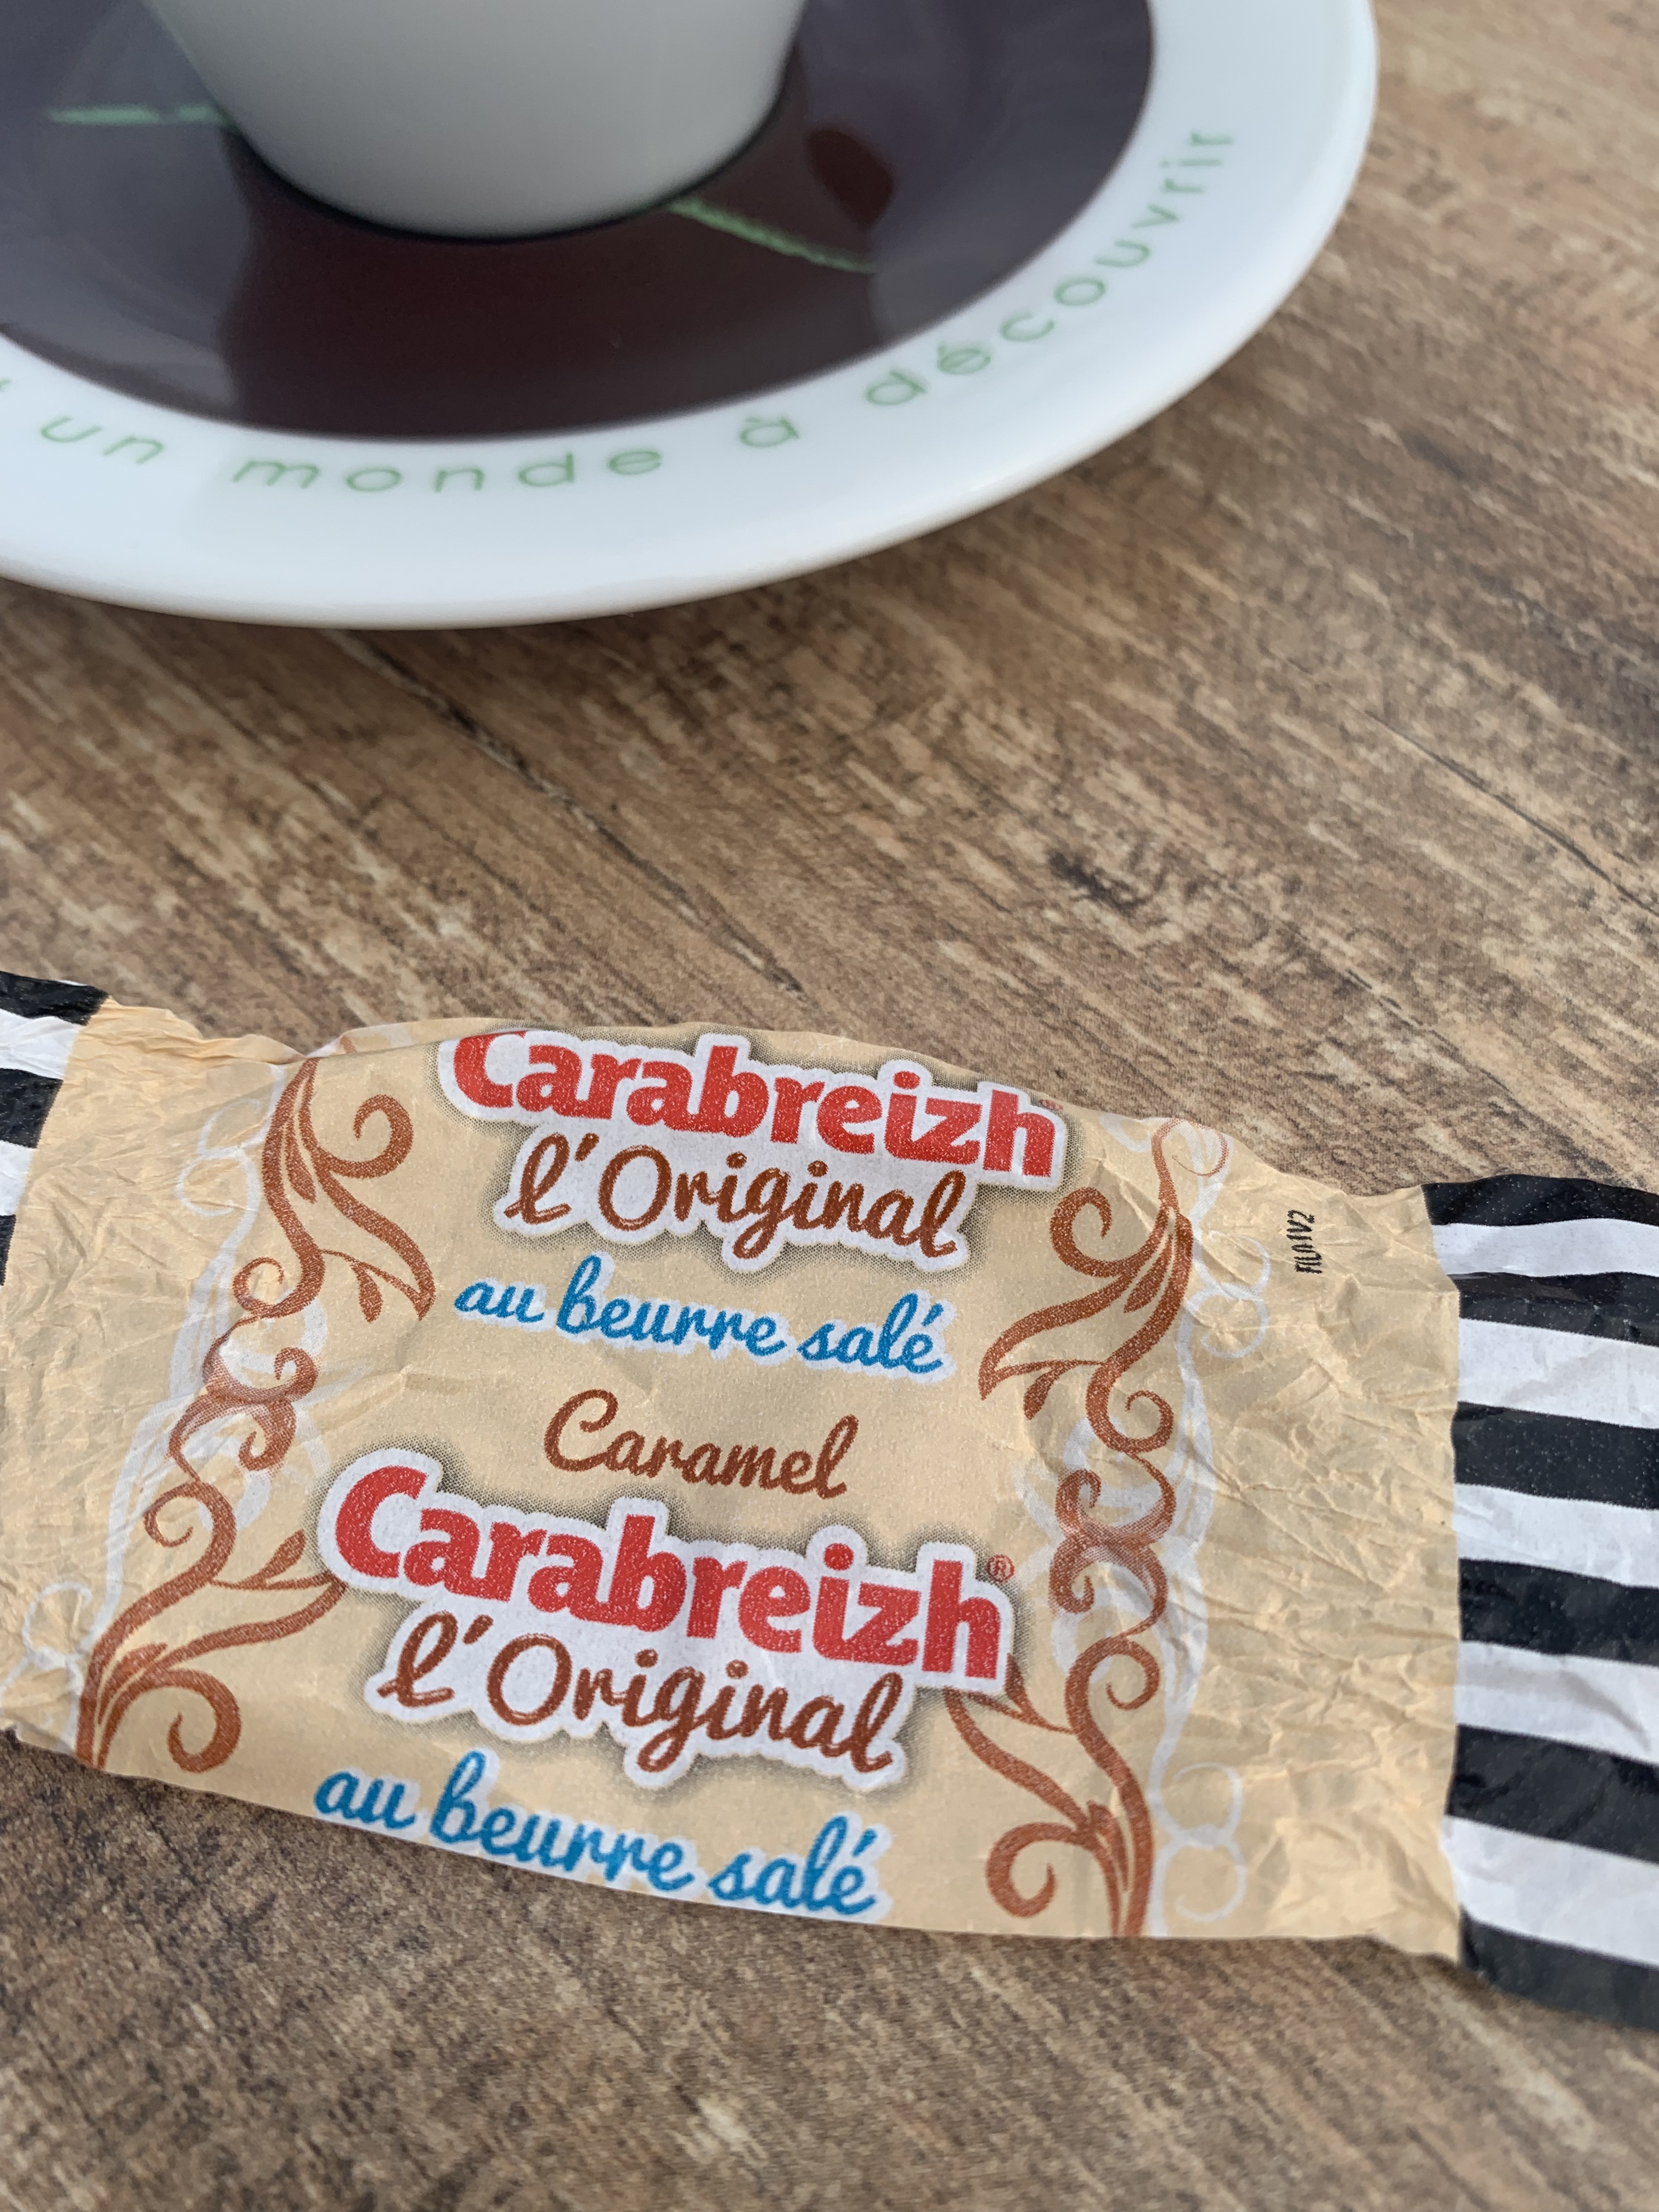 un monde à découvrir
Carabreizh
l'Original
au beurre salé
Caramel
Carabreizh®
l'Original
au beurre salé